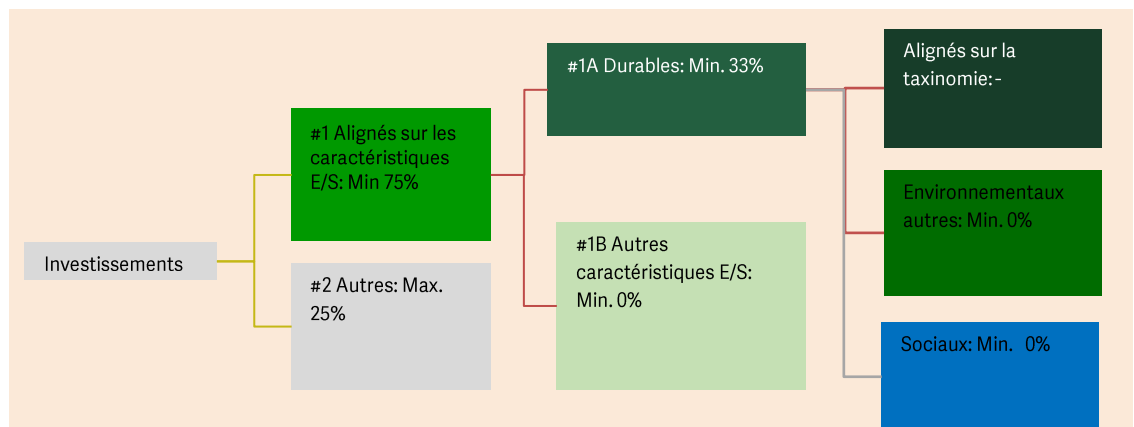 Investissements
#1 Alignés sur les
caractéristiques
E/S: Min 75%
#2 Autres: Max.
25%
#1A Durables: Min. 33%
#1B Autres
caractéristiques E/S:
Min. 0%
Alignés sur la
taxinomie:-
Environnementaux
autres: Min. 0%
Sociaux: Min. 0%